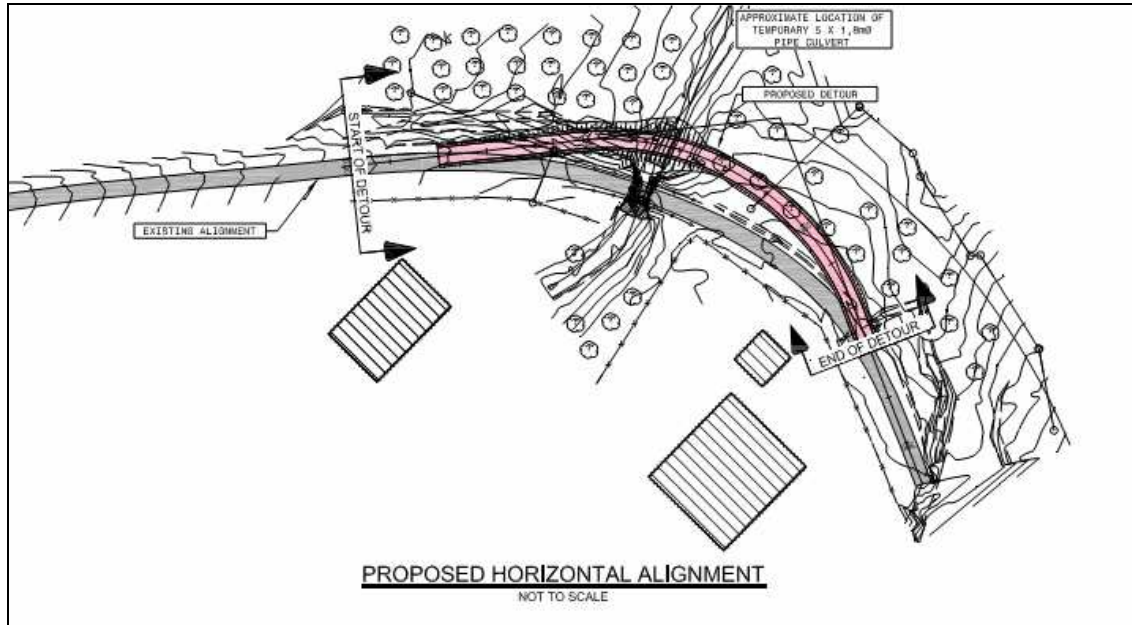 APPROXIMATE LOCATION OF
TEMPORARY 5 X 1,8mØ
PIPE CULVERT
PROPOSED DETOUR
START OF DETOUR
EXISTING ALIGNMENT
END OF DETOUR
PROPOSED HORIZONTAL ALIGNMENT
NOT TO SCALE